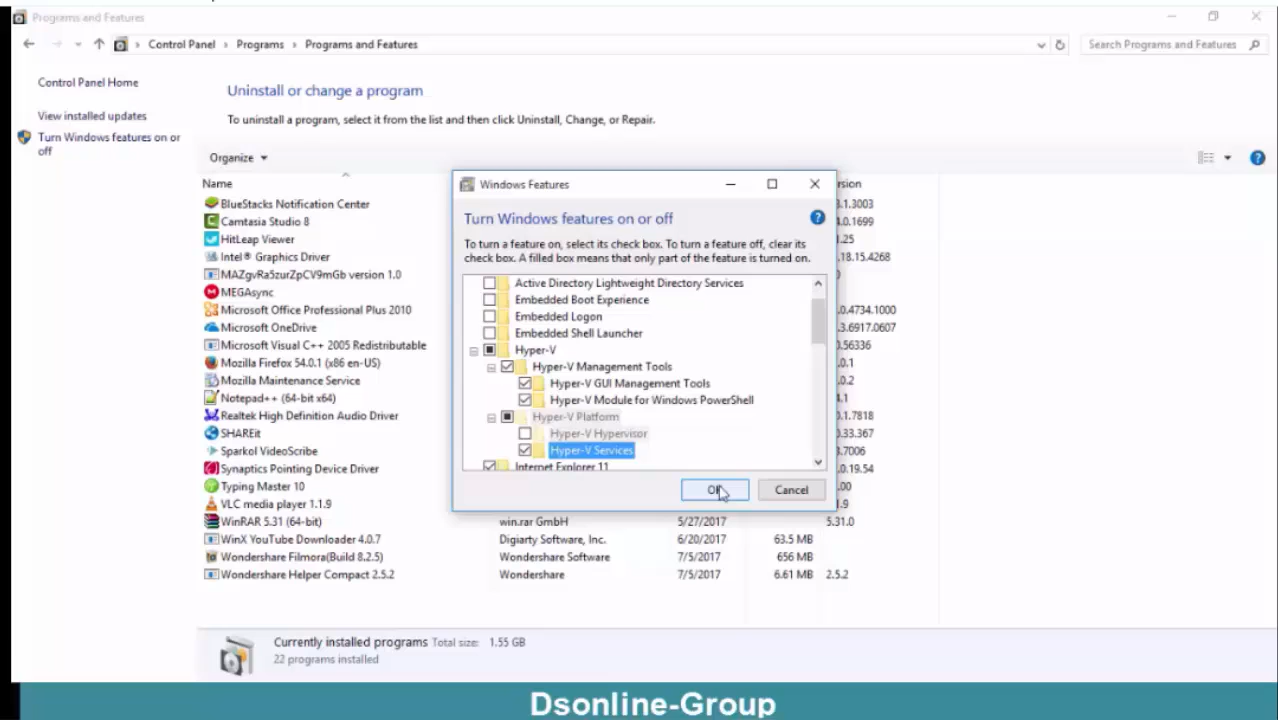 Programs and Features
Control Panel › Programs › Programs and Features
Search Programs and Features
Control Panel Home
View installed updates
Turn Windows features on or
off
Uninstall or change a program
To uninstall a program, select it from the list and then click Uninstall, Change, or Repair.
Organize
Name
BlueStacks Notification Center
Camtasia Studio 8
HitLeap Viewer
Intel® Graphics Driver
MAZgvRa5zurZpCV9mGb version 1.0
MEGAsync
Microsoft Office Professional Plus 2010
Microsoft OneDrive
Microsoft Visual C++ 2005 Redistributable
Mozilla Firefox 54.0.1 (x86 en-US)
Mozilla Maintenance Service
Notepad++ (64-bit x64)
Realtek High Definition Audio Driver
SHAREit
Sparkol VideoScribe
Synaptics Pointing Device Driver
Typing Master 10
VLC media player 1.1.9
WinRAR 5.31 (64-bit) win.rar GmbH 5/27/2017 5.31.0
WinX YouTube Downloader 4.0.7 Digiarty Software, Inc. 6/20/2017 63.5 MB
Wondershare Filmora(Build 8.2.5) Wondershare Software 7/5/2017 656 MB
Wondershare Helper Compact 2.5.2 Wondershare 7/5/2017 6.61 MB 2.5.2
Windows Features
Turn Windows features on or off
To turn a feature on, select its check box. To turn a feature off, clear its
check box. A filled box means that only part of the feature is turned on.
Active Directory Lightweight Directory Services
Embedded Boot Experience
Embedded Logon
Embedded Shell Launcher
Hyper-V
Hyper-V Management Tools
Hyper-V GUI Management Tools
Hyper-V Module for Windows PowerShell
Hyper-V Platform
Hyper-V Hypervisor
Hyper-V Services
Internet Explorer 11
OK Cancel
Currently installed programs Total size: 1.55 GB
22 programs installed
Dsonline-Group